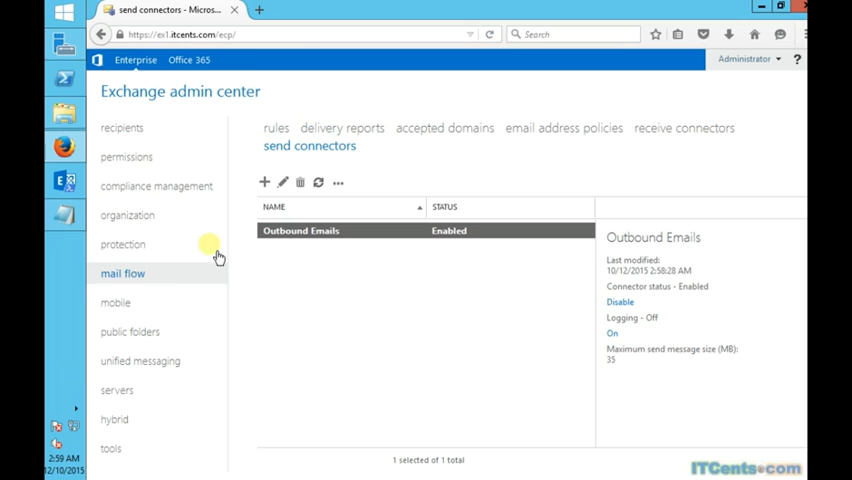 send connectors - Micros...
https://ex1.itcents.com/ecp/
Search
Enterprise Office 365
Administrator ?
Exchange admin center
recipients
permissions
compliance management
organization
protection
mail flow
mobile
public folders
unified messaging
servers
hybrid
tools
rules delivery reports accepted domains email address policies receive connectors
send connectors
NAME STATUS
Outbound Emails Enabled
Outbound Emails
Last modified:
10/12/2015 2:58:28 AM
Connector status - Enabled
Disable
Logging - Off
On
Maximum send message size (MB):
35
1 selected of 1 total
2:59 AM
12/10/2015
ITCents.com